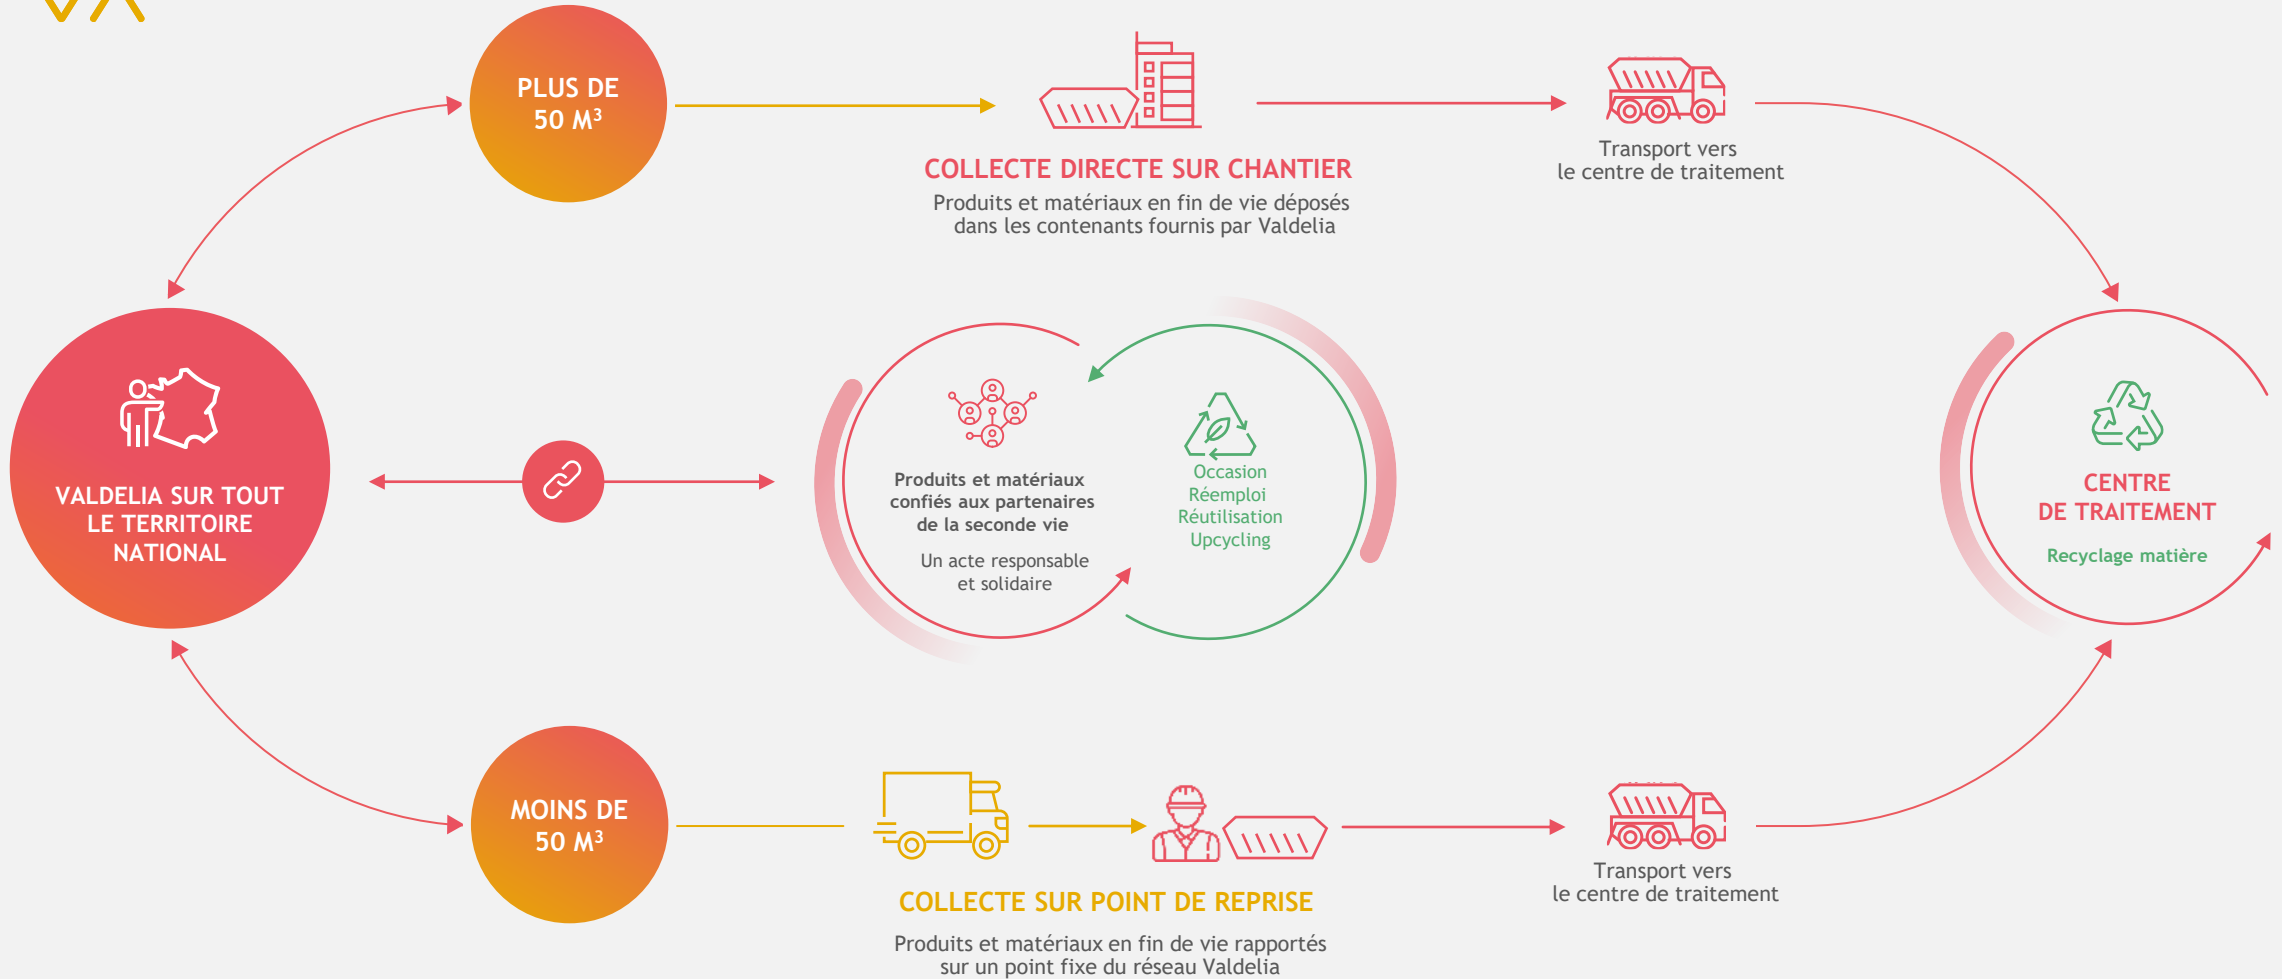 PLUS DE
50 M³
COLLECTE DIRECTE SUR CHANTIER
Produits et matériaux en fin de vie déposés
dans les contenants fournis par Valdelia
Transport vers
le centre de traitement
VALDELIA SUR TOUT
LE TERRITOIRE
NATIONAL
Produits et matériaux
confiés aux partenaires
de la seconde vie
Un acte responsable
et solidaire
Occasion
Réemploi
Réutilisation
Upcycling
CENTRE
DE TRAITEMENT
Recyclage matière
MOINS DE
50 M³
COLLECTE SUR POINT DE REPRISE
Produits et matériaux en fin de vie rapportés
sur un point fixe du réseau Valdelia
Transport vers
le centre de traitement